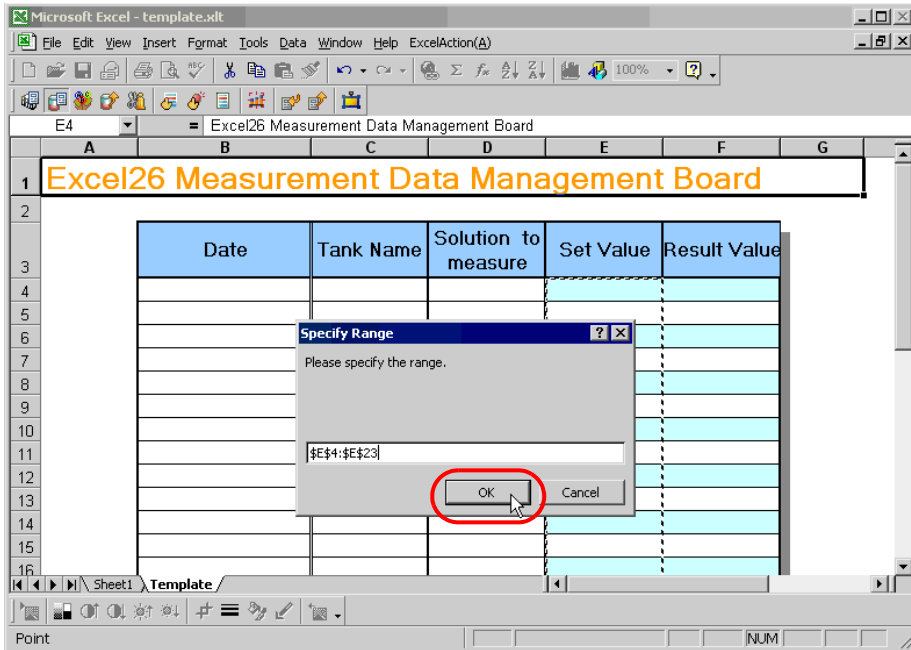 Microsoft Excel - template.xlt
File Edit View Insert Format Tools Data Window Help ExcelAction(A)
100%
E4 = Excel26 Measurement Data Management Board
A B C D E F G
1 Excel26 Measurement Data Management Board
2
3 Date Tank Name Solution to measure Set Value Result Value
4
5
6
7
8
9
10
11
12
13
14
15
16
Specify Range
Please specify the range.
$E$4:$E$23
OK Cancel
Sheet1 Template
Point NUM